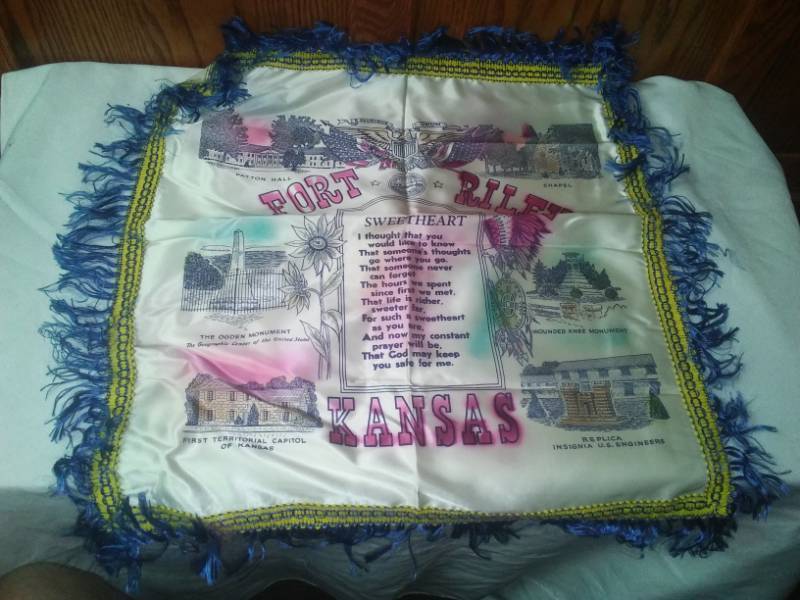 PATTON HALL
CHAPEL
FORT RILEY
SWEETHEART
I thought that you
would like to know
That someone's thoughts
go where you go.
That someone never
can forget
The hours we spent
since first we met.
That life is richer,
sweeter far,
For such a sweetheart
as you are.
And now my constant
prayer will be,
That God may keep
you safe for me.
THE OGDEN MONUMENT
The Geographic Center of the United States
WOUNDED KNEE MONUMENT
FIRST TERRITORIAL CAPITOL
OF KANSAS
KANSAS
REPLICA
INSIGNIA U.S. ENGINEERS